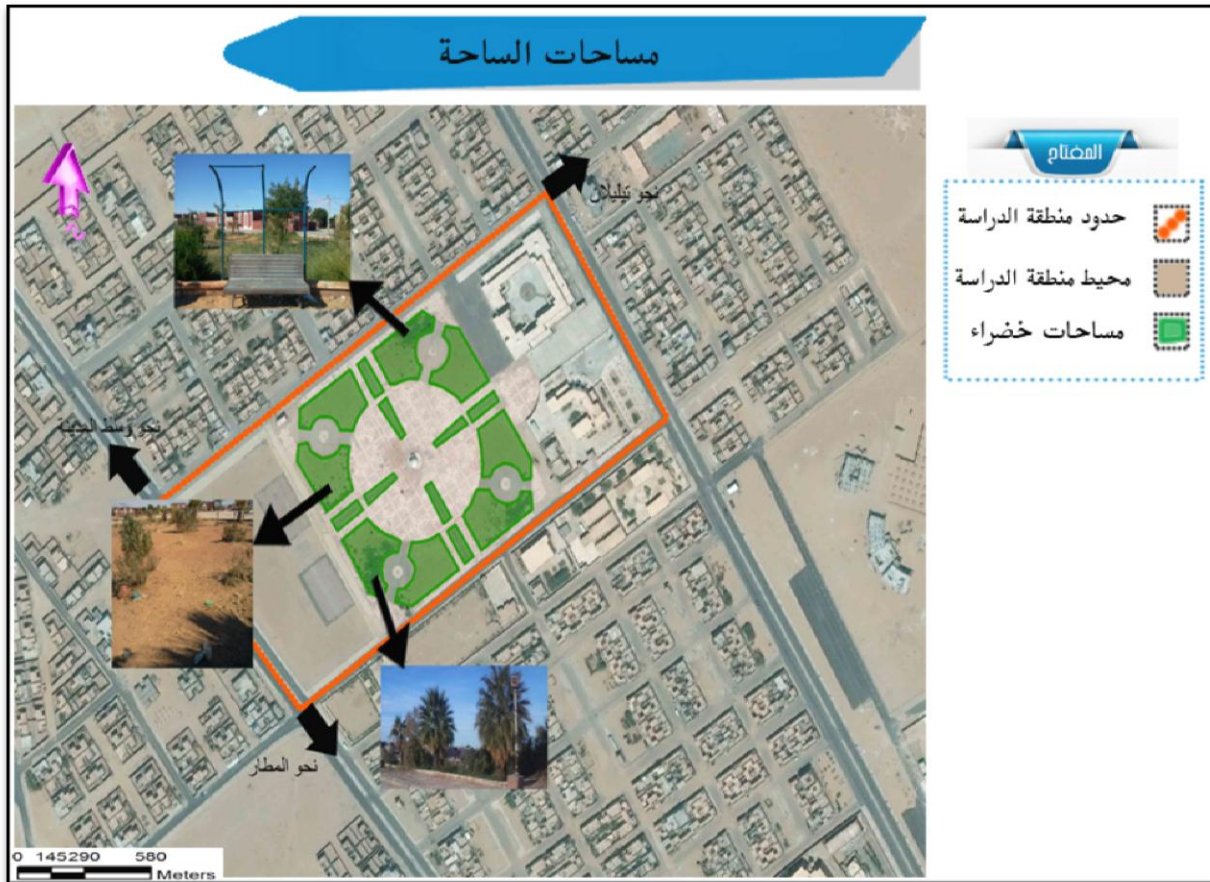 مساحات الساحة
المفتاح
حدود منطقة الدراسة
محيط منطقة الدراسة
مساحات خضراء
نحو تيليلان
نحو وسط المدينة
نحو المطار
0 145290 580
Meters